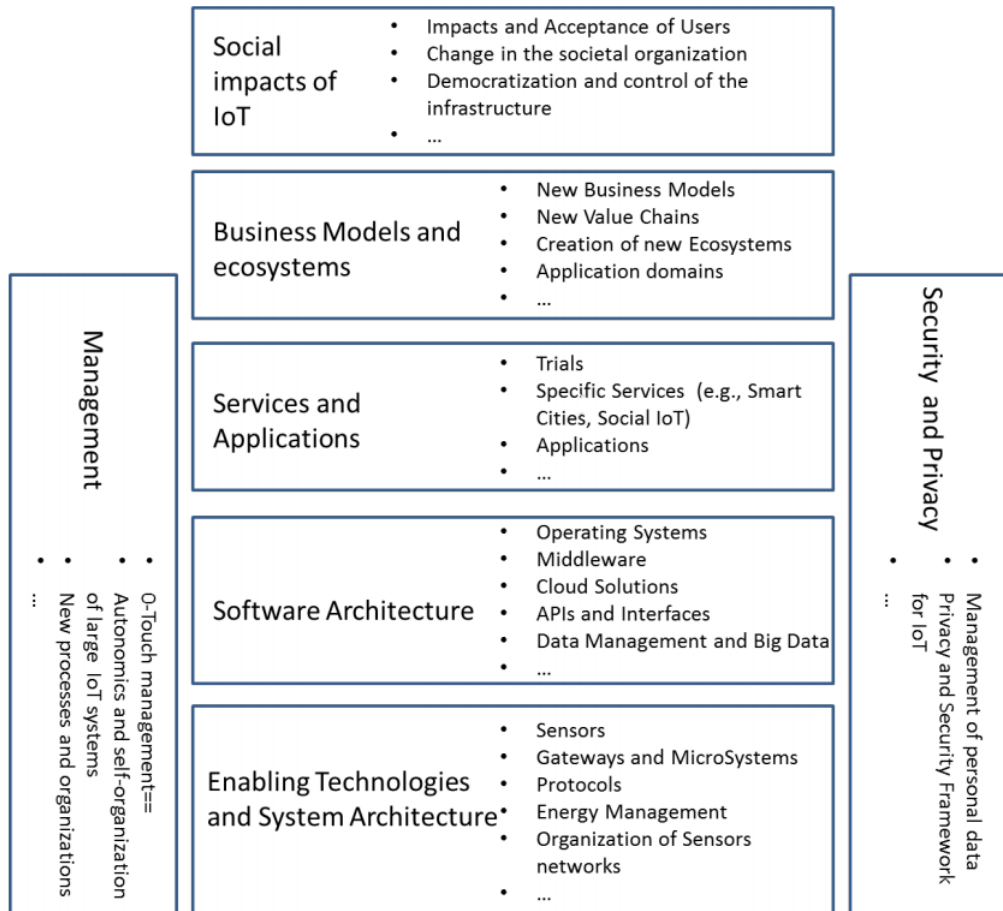 Social
impacts of
IoT
• Impacts and Acceptance of Users
• Change in the societal organization
• Democratization and control of the
infrastructure
• ...
Business Models and
ecosystems
• New Business Models
• New Value Chains
• Creation of new Ecosystems
• Application domains
• ...
Services and
Applications
• Trials
• Specific Services (e.g., Smart
Cities, Social IoT)
• Applications
• ...
Software Architecture
• Operating Systems
• Middleware
• Cloud Solutions
• APIs and Interfaces
• Data Management and Big Data
• ...
Enabling Technologies
and System Architecture
• Sensors
• Gateways and MicroSystems
• Protocols
• Energy Management
• Organization of Sensors
networks
• ...
Management
• 0-Touch management==
• Autonomics and self-organization
of large IoT systems
• New processes and organizations
• ...
Security and Privacy
• Management of personal data
• Privacy and Security Framework
for IoT
• ...